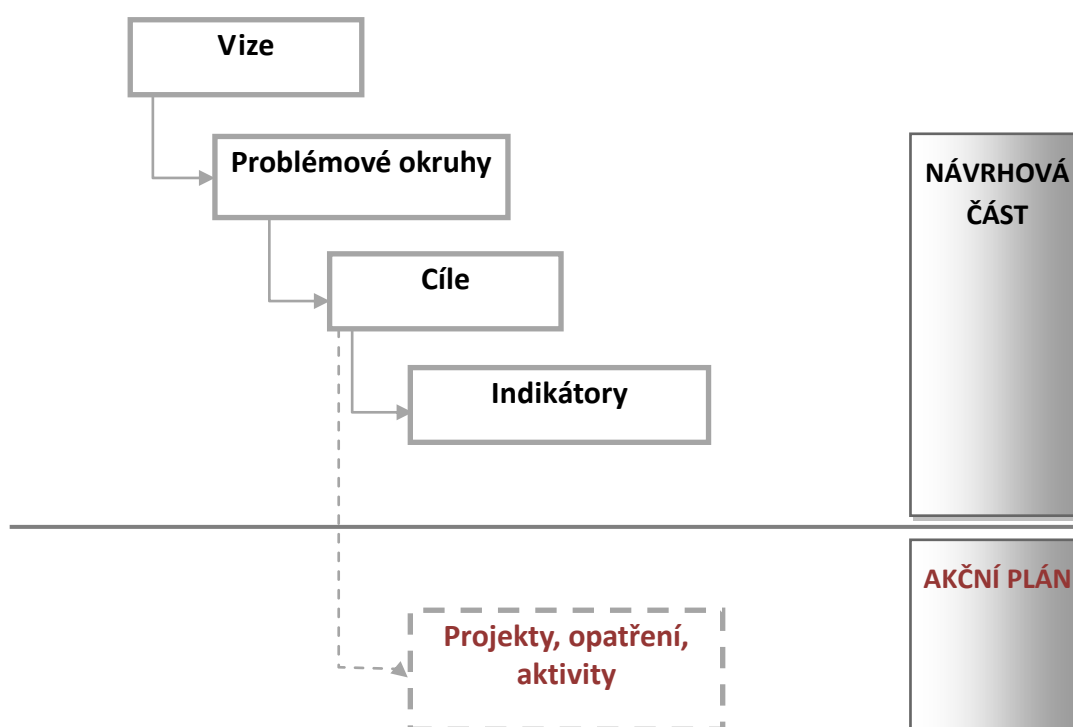 Vize
Problémové okruhy
NÁVRHOVÁ
ČÁST
Cíle
Indikátory
AKČNÍ PLÁN
Projekty, opatření,
aktivity